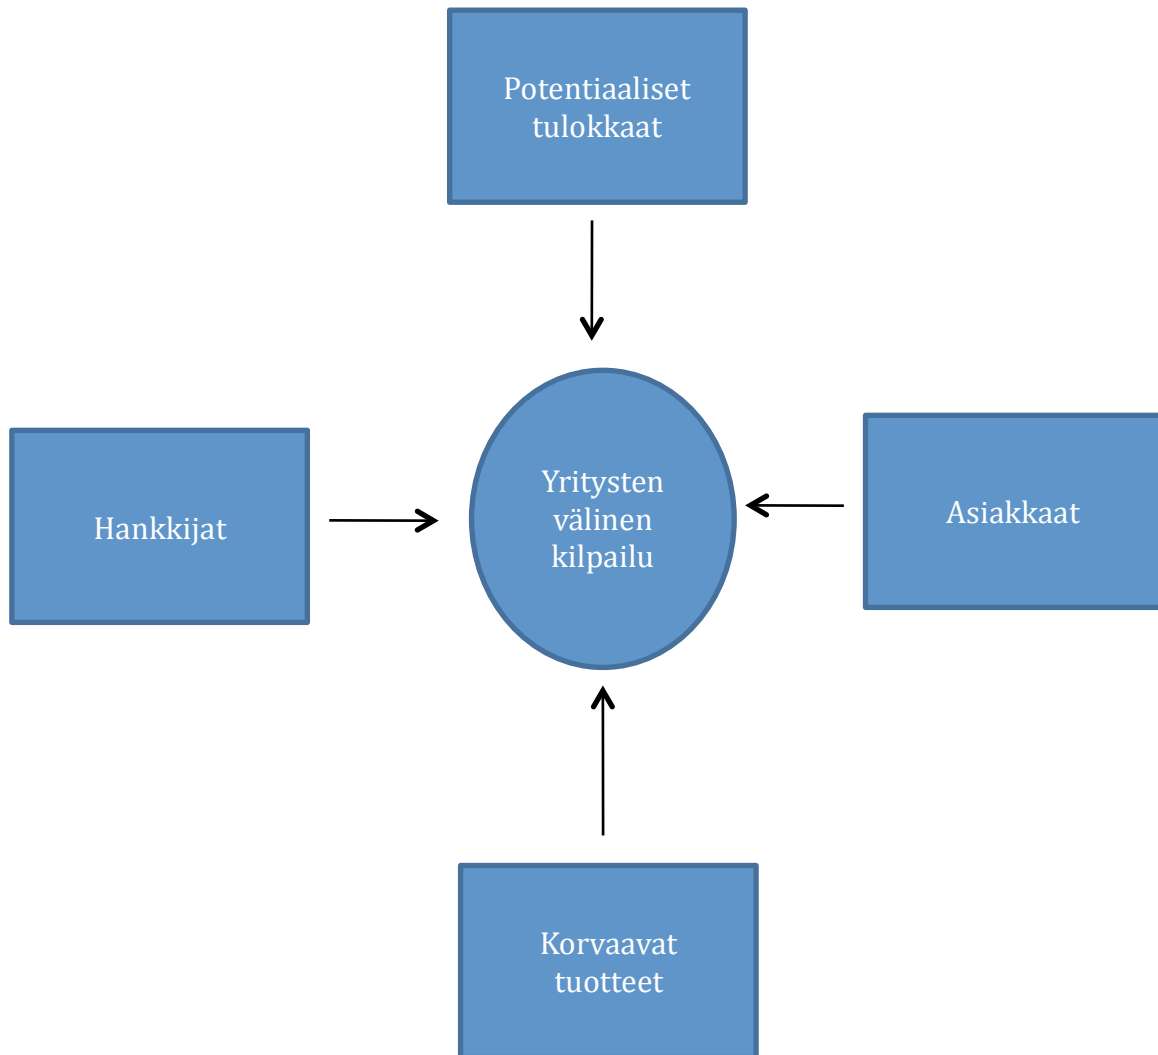 Potentiaaliset
tulokkaat
Hankkijat
Yritysten
välinen
kilpailu
Asiakkaat
Korvaavat
tuotteet